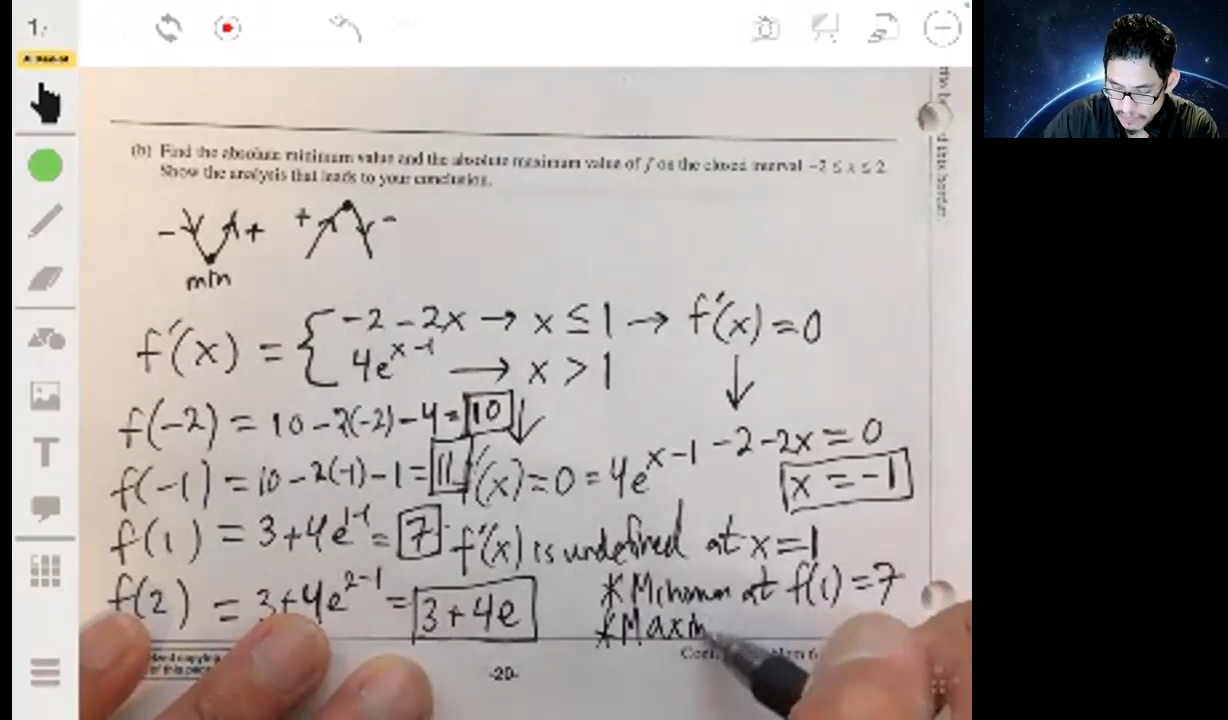 (b) Find the absolute minimum value and the absolute maximum value of f on the closed interval −2 ≤ x ≤ 2.
Show the analysis that leads to your conclusion.
− + + −
min
f'(x) = { −2 − 2x → x ≤ 1 → f'(x) = 0
4e^{x−1} → x > 1 ↓
f(−2) = 10 − 2(−2) − 4 = 10 ↓ −2 − 2x = 0
f(−1) = 10 − 2(−1) − 1 = 11 f'(x) = 0 = 4e^{x−1} x = −1
f(1) = 3 + 4e^{1−1} = 7 f'(x) is undefined at x = 1
f(2) = 3 + 4e^{2−1} = 3 + 4e * Minimum at f(1) = 7
* Maxim
-20-
T